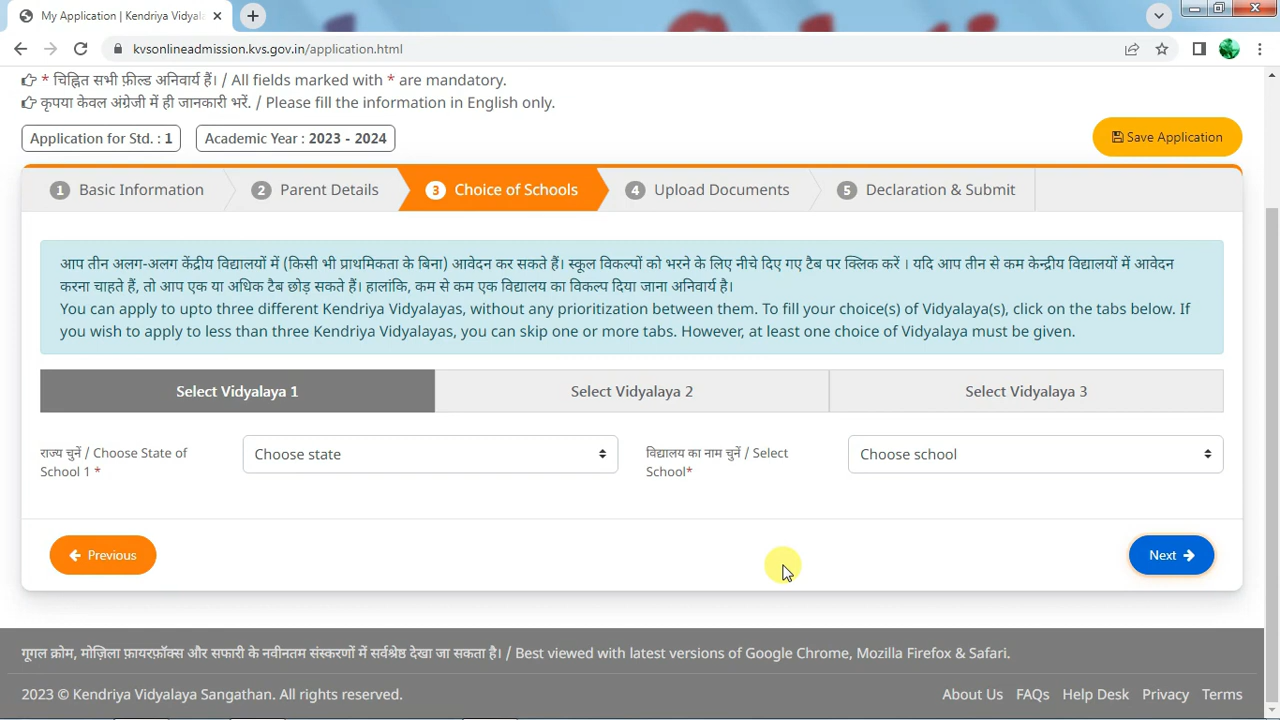 My Application | Kendriya Vidyala
kvsonlineadmission.kvs.gov.in/application.html
* चिह्नित सभी फ़ील्ड अनिवार्य हैं। / All fields marked with * are mandatory.
कृपया केवल अंग्रेजी में ही जानकारी भरें. / Please fill the information in English only.
Application for Std. : 1 Academic Year : 2023 - 2024 Save Application
1 Basic Information 2 Parent Details 3 Choice of Schools 4 Upload Documents 5 Declaration & Submit
आप तीन अलग-अलग केंद्रीय विद्यालयों में (किसी भी प्राथमिकता के बिना) आवेदन कर सकते हैं। स्कूल विकल्पों को भरने के लिए नीचे दिए गए टैब पर क्लिक करें । यदि आप तीन से कम केन्द्रीय विद्यालयों में आवेदन
करना चाहते हैं, तो आप एक या अधिक टैब छोड़ सकते हैं। हालांकि, कम से कम एक विद्यालय का विकल्प दिया जाना अनिवार्य है।
You can apply to upto three different Kendriya Vidyalayas, without any prioritization between them. To fill your choice(s) of Vidyalaya(s), click on the tabs below. If
you wish to apply to less than three Kendriya Vidyalayas, you can skip one or more tabs. However, at least one choice of Vidyalaya must be given.
Select Vidyalaya 1 Select Vidyalaya 2 Select Vidyalaya 3
राज्य चुनें / Choose State of
School 1 *
Choose state
विद्यालय का नाम चुनें / Select
School*
Choose school
Previous Next
गूगल क्रोम, मोज़िला फ़ायरफ़ॉक्स और सफारी के नवीनतम संस्करणों में सर्वश्रेष्ठ देखा जा सकता है। / Best viewed with latest versions of Google Chrome, Mozilla Firefox & Safari.
2023 © Kendriya Vidyalaya Sangathan. All rights reserved. About Us FAQs Help Desk Privacy Terms